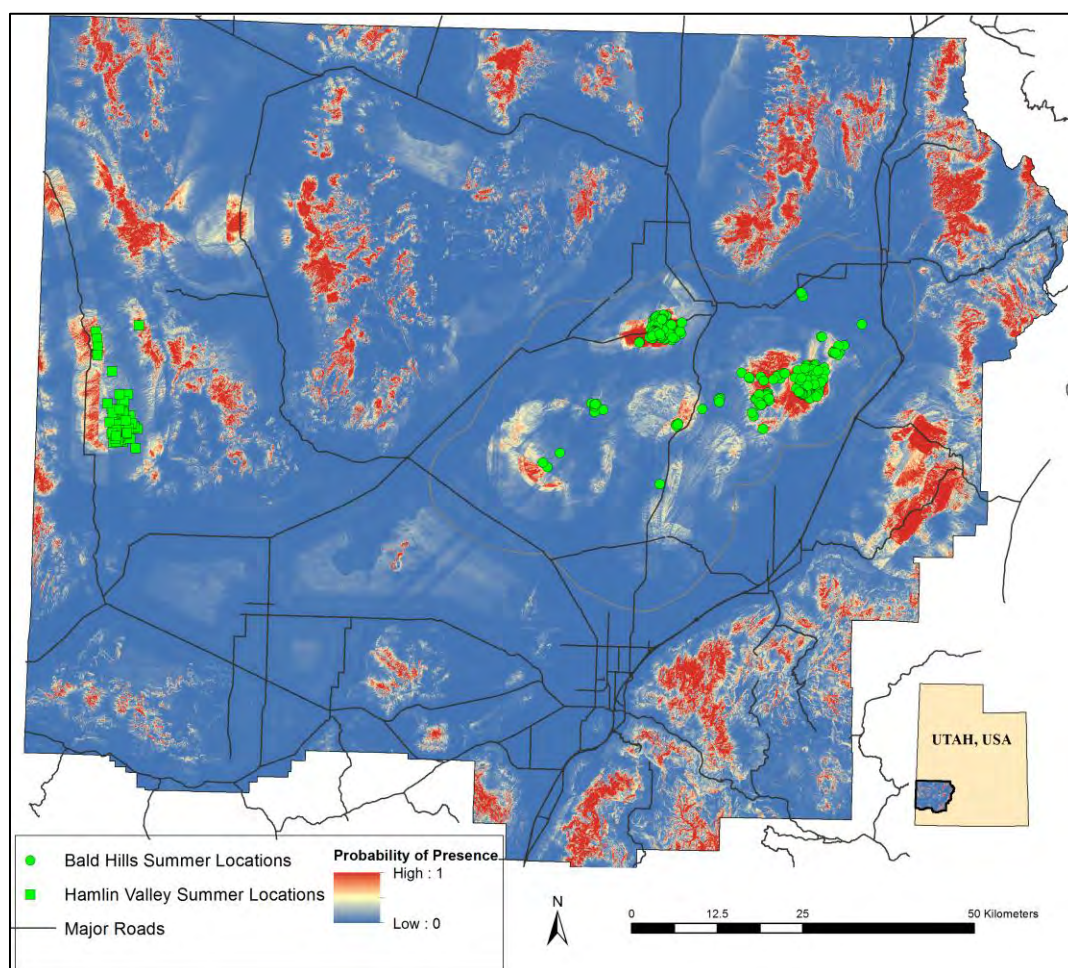 UTAH, USA
Bald Hills Summer Locations
Hamlin Valley Summer Locations
Major Roads
Probability of Presence
High : 1
Low : 0
N
0 12.5 25 50 Kilometers